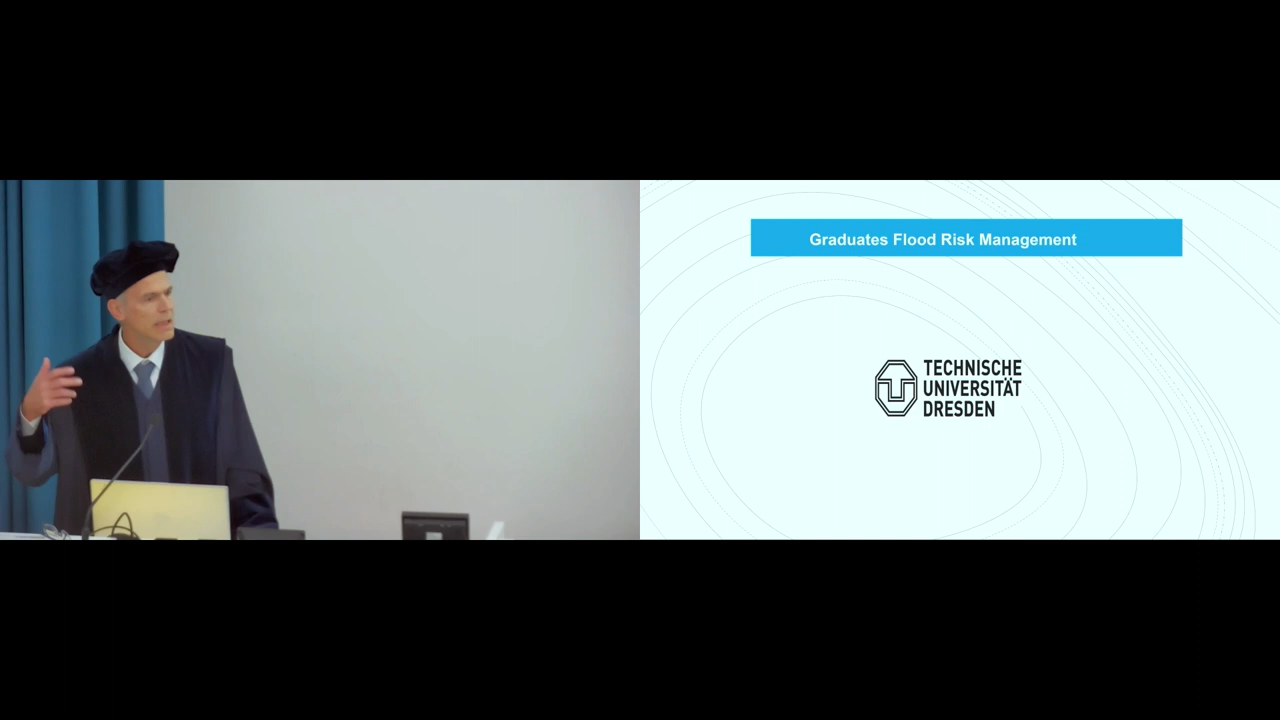 Graduates Flood Risk Management
TECHNISCHE
UNIVERSITÄT
DRESDEN